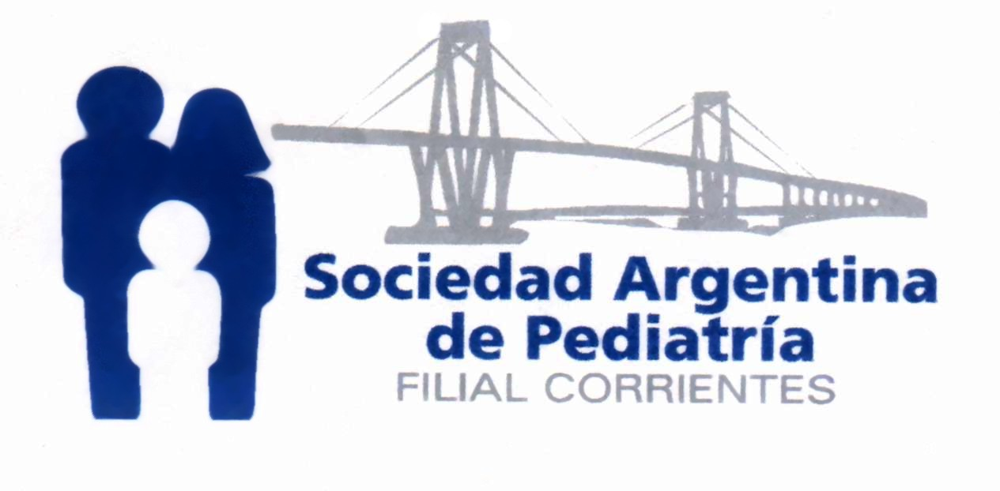 Sociedad Argentina
de Pediatría
FILIAL CORRIENTES